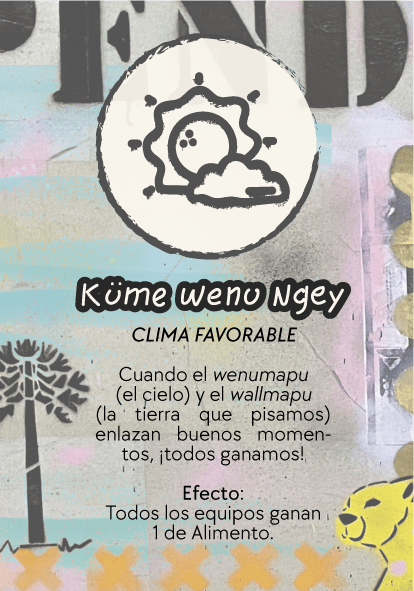 Küme wenu Ngey
CLIMA FAVORABLE
Cuando el wenumapu
(el cielo) y el wallmapu
(la tierra que pisamos)
enlazan buenos momen-
tos, ¡todos ganamos!
Efecto:
Todos los equipos ganan
1 de Alimento.